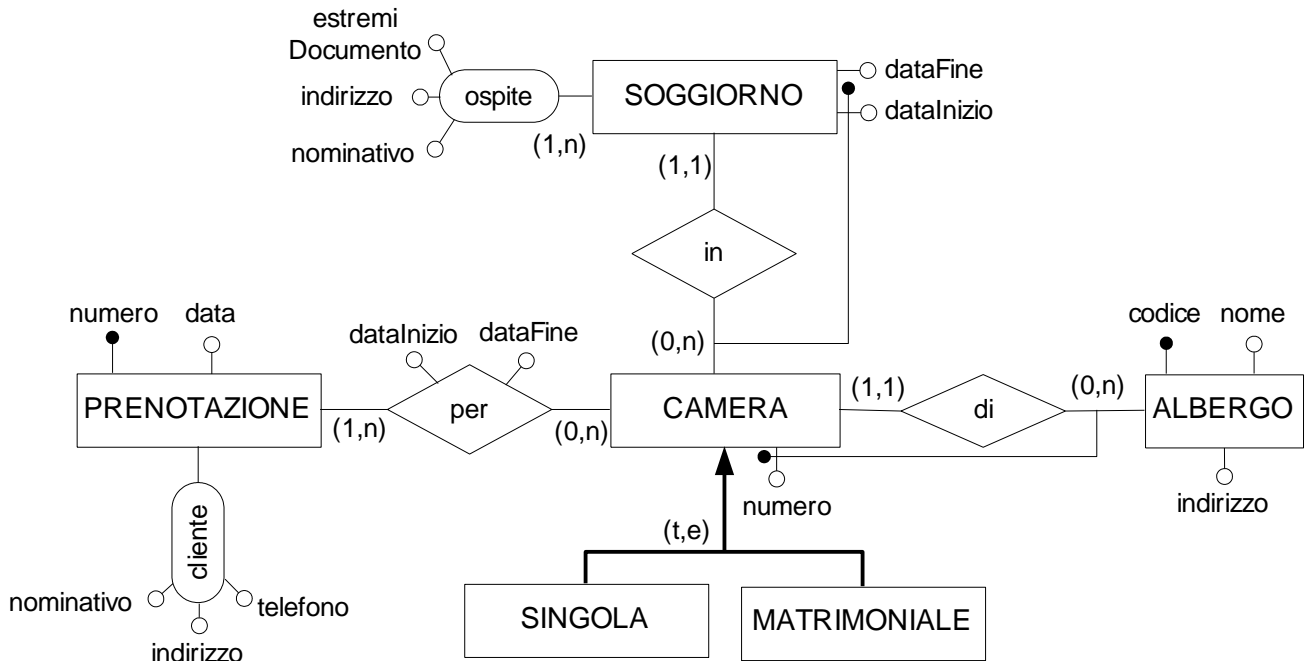 estremi
Documento
indirizzo
ospite
nominativo
(1,n)
SOGGIORNO
dataFine
dataInizio
(1,1)
in
(0,n)
numero
data
PRENOTAZIONE
(1,n)
dataInizio
dataFine
per
(0,n)
CAMERA
(1,1)
di
(0,n)
codice
nome
ALBERGO
indirizzo
numero
cliente
nominativo
telefono
indirizzo
(t,e)
SINGOLA
MATRIMONIALE